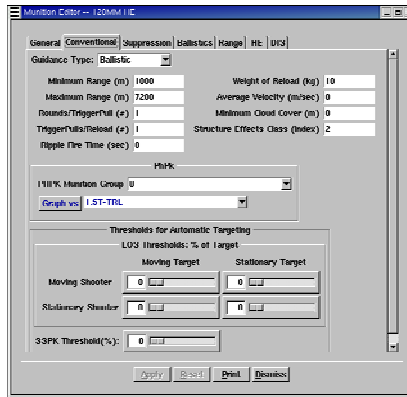 Munition Editor -- 120MM HE
General Conventional Suppression Ballistics Range HE DIS
Guidance Type: Ballistic
Minimum Range (m) 1000 Weight of Reload (kg) 10
Maximum Range (m) 7200 Average Velocity (m/sec) 0
Rounds/TriggerPull (#) 1 Minimum Cloud Cover (m) 0
TriggerPulls/Reload (#) 1 Structure Effects Class (index) 2
Ripple Fire Time (sec) 0
PhPk
PHPK Munition Group 0
Graph vs
Thresholds for Automatic Targeting
LOS Thresholds: % of Target
Moving Target Stationary Target
Moving Shooter 0 0
Stationary Shooter 0 0
SSPK Threshold(%): 0
Apply Reset Print Dismiss